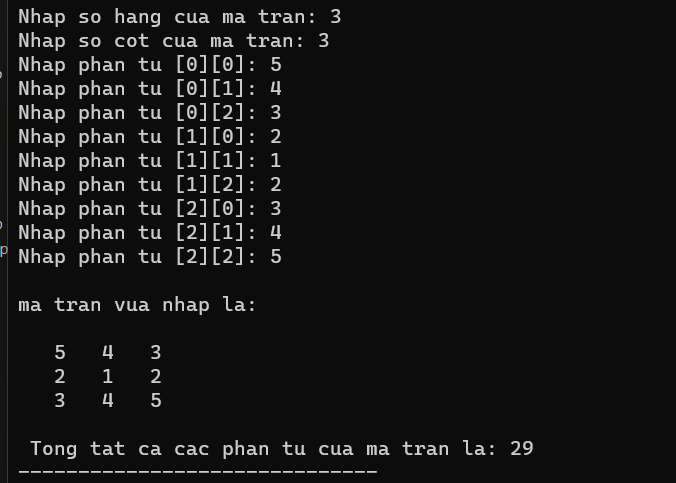 Nhap so hang cua ma tran: 3
Nhap so cot cua ma tran: 3
Nhap phan tu [0][0]: 5
Nhap phan tu [0][1]: 4
Nhap phan tu [0][2]: 3
Nhap phan tu [1][0]: 2
Nhap phan tu [1][1]: 1
Nhap phan tu [1][2]: 2
Nhap phan tu [2][0]: 3
Nhap phan tu [2][1]: 4
Nhap phan tu [2][2]: 5
ma tran vua nhap la:
5 4 3
2 1 2
3 4 5
Tong tat ca cac phan tu cua ma tran la: 29
------------------------------